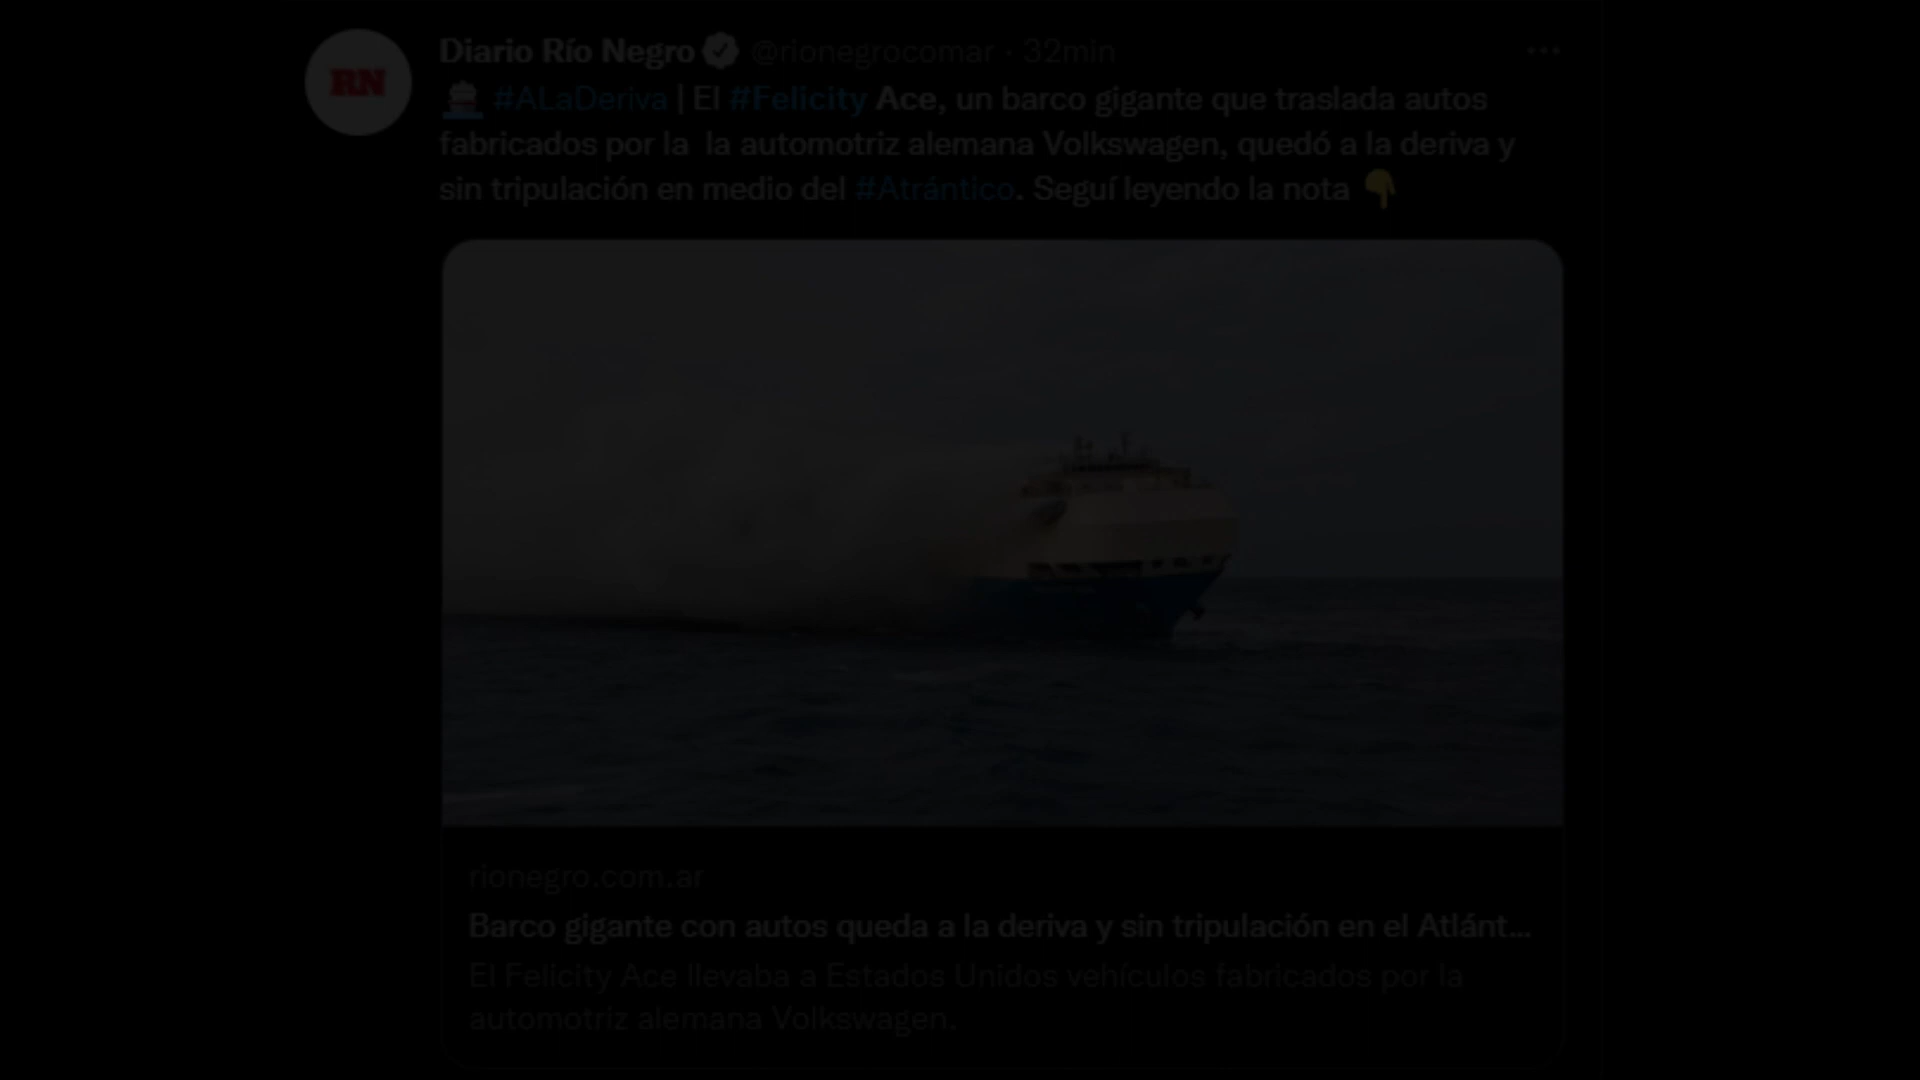 RN
Diario Río Negro @rionegrocomar · 32min
#ALaDeriva | El #Felicity Ace, un barco gigante que traslada autos
fabricados por la la automotriz alemana Volkswagen, quedó a la deriva y
sin tripulación en medio del #Atrántico. Seguí leyendo la nota 👇
rionegro.com.ar
Barco gigante con autos queda a la deriva y sin tripulación en el Atlánt...
El Felicity Ace llevaba a Estados Unidos vehículos fabricados por la
automotriz alemana Volkswagen.